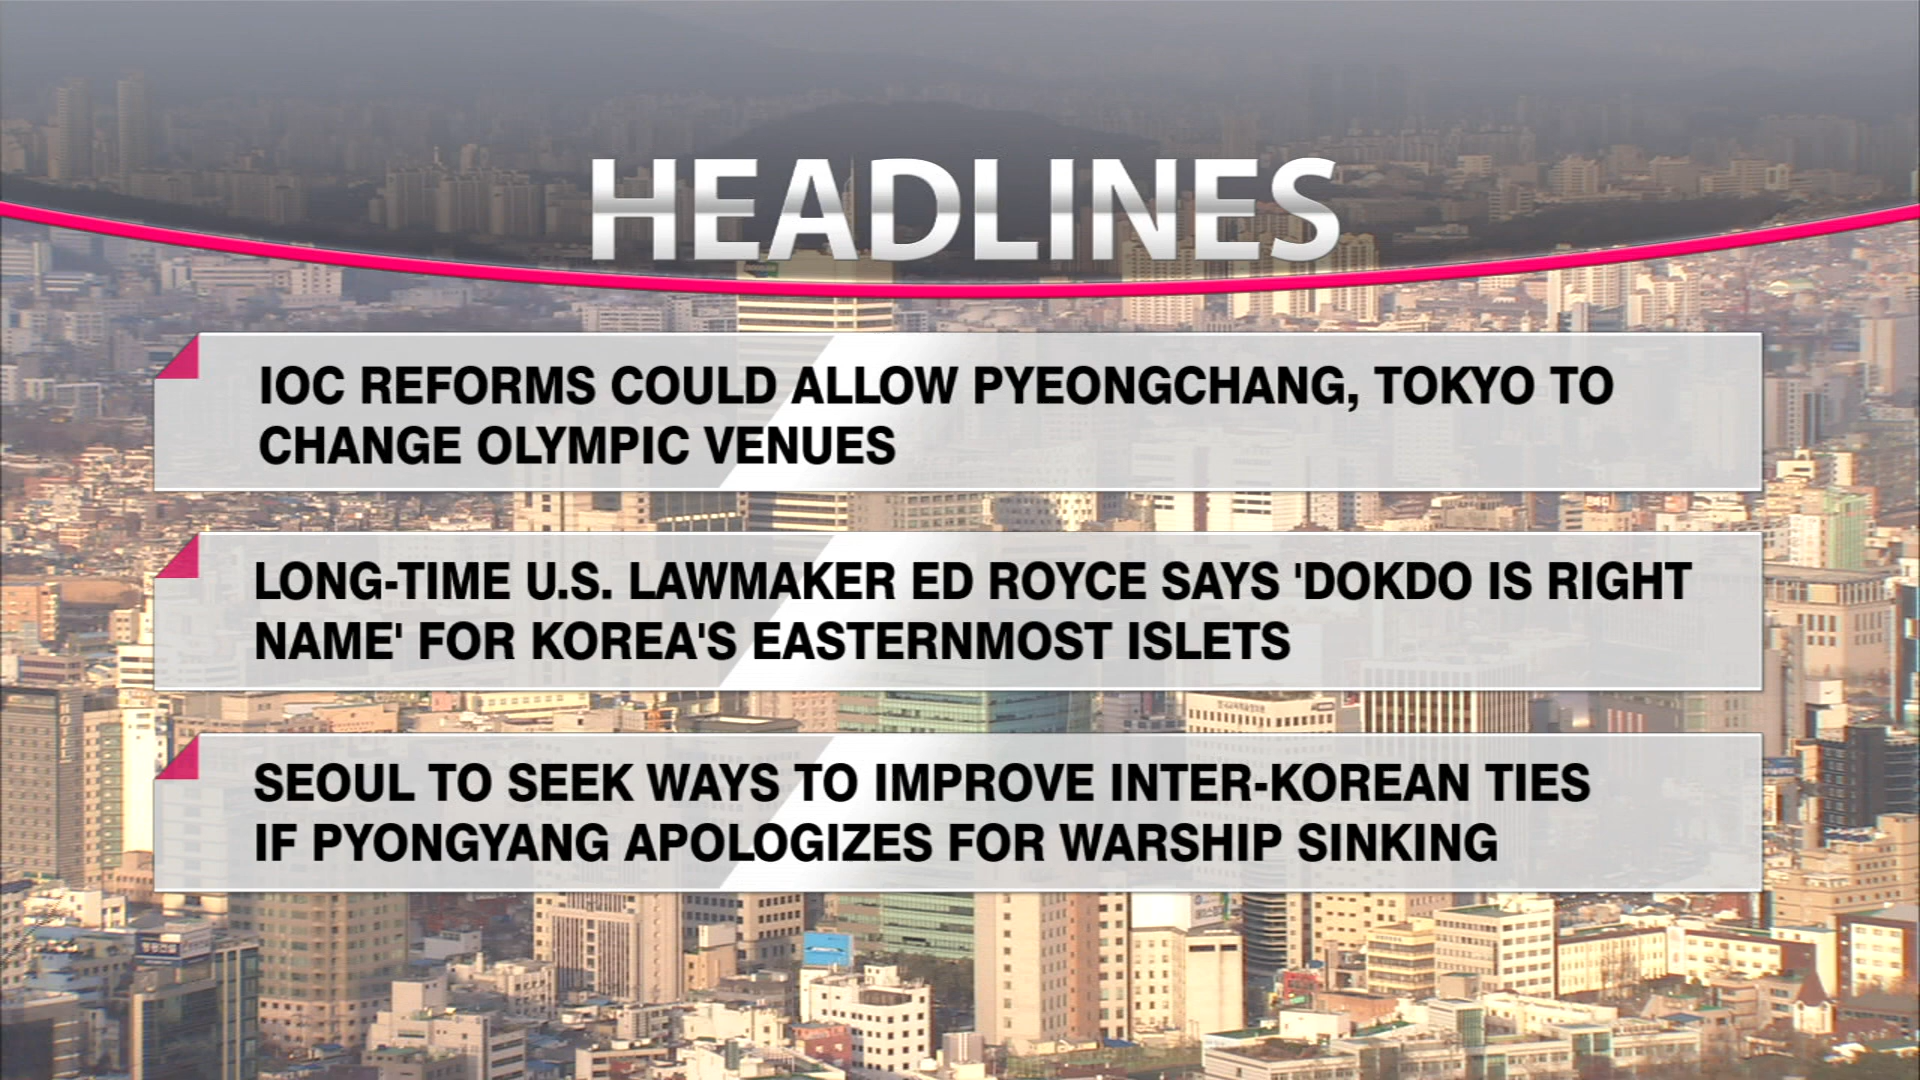 HEADLINES
IOC REFORMS COULD ALLOW PYEONGCHANG, TOKYO TO
CHANGE OLYMPIC VENUES
LONG-TIME U.S. LAWMAKER ED ROYCE SAYS 'DOKDO IS RIGHT
NAME' FOR KOREA'S EASTERNMOST ISLETS
SEOUL TO SEEK WAYS TO IMPROVE INTER-KOREAN TIES
IF PYONGYANG APOLOGIZES FOR WARSHIP SINKING